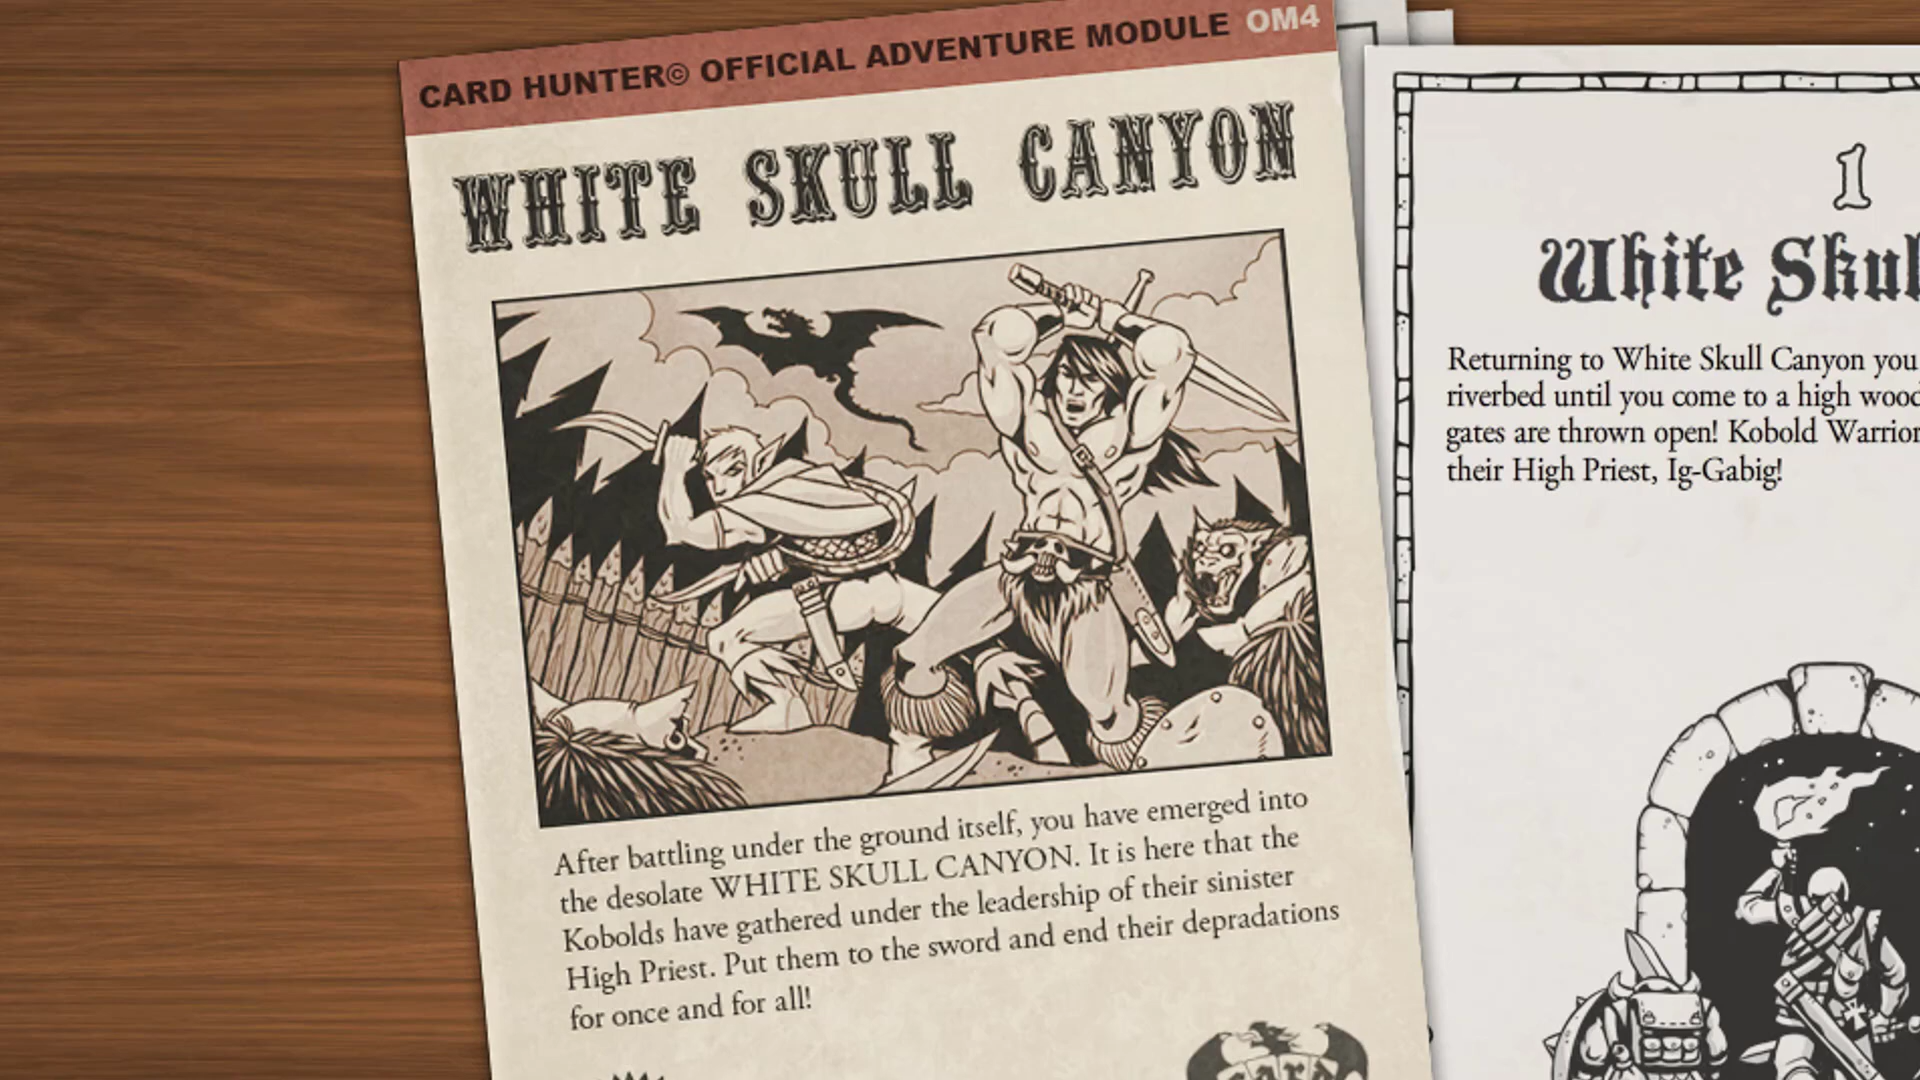 CARD HUNTER© OFFICIAL ADVENTURE MODULE OM4
WHITE SKULL CANYON
After battling under the ground itself, you have emerged into
the desolate WHITE SKULL CANYON. It is here that the
Kobolds have gathered under the leadership of their sinister
High Priest. Put them to the sword and end their depradations
for once and for all!
1
White
Returning to White Skull Canyon you
riverbed until you come to a high
gates are thrown open! Kobold
their High Priest, Ig-Gabig!